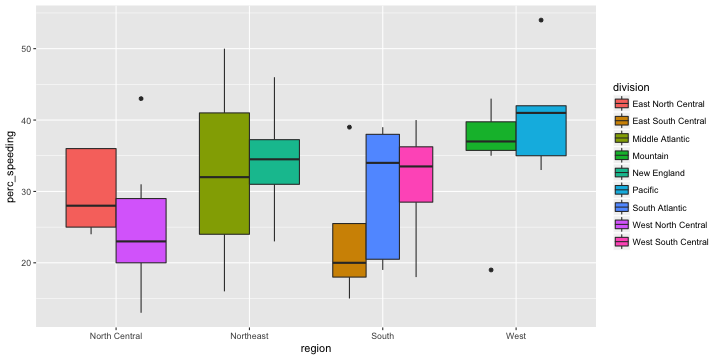 perc_speeding
50
40
30
20
North Central
Northeast
South
West
region
division
East North Central
East South Central
Middle Atlantic
Mountain
New England
Pacific
South Atlantic
West North Central
West South Central